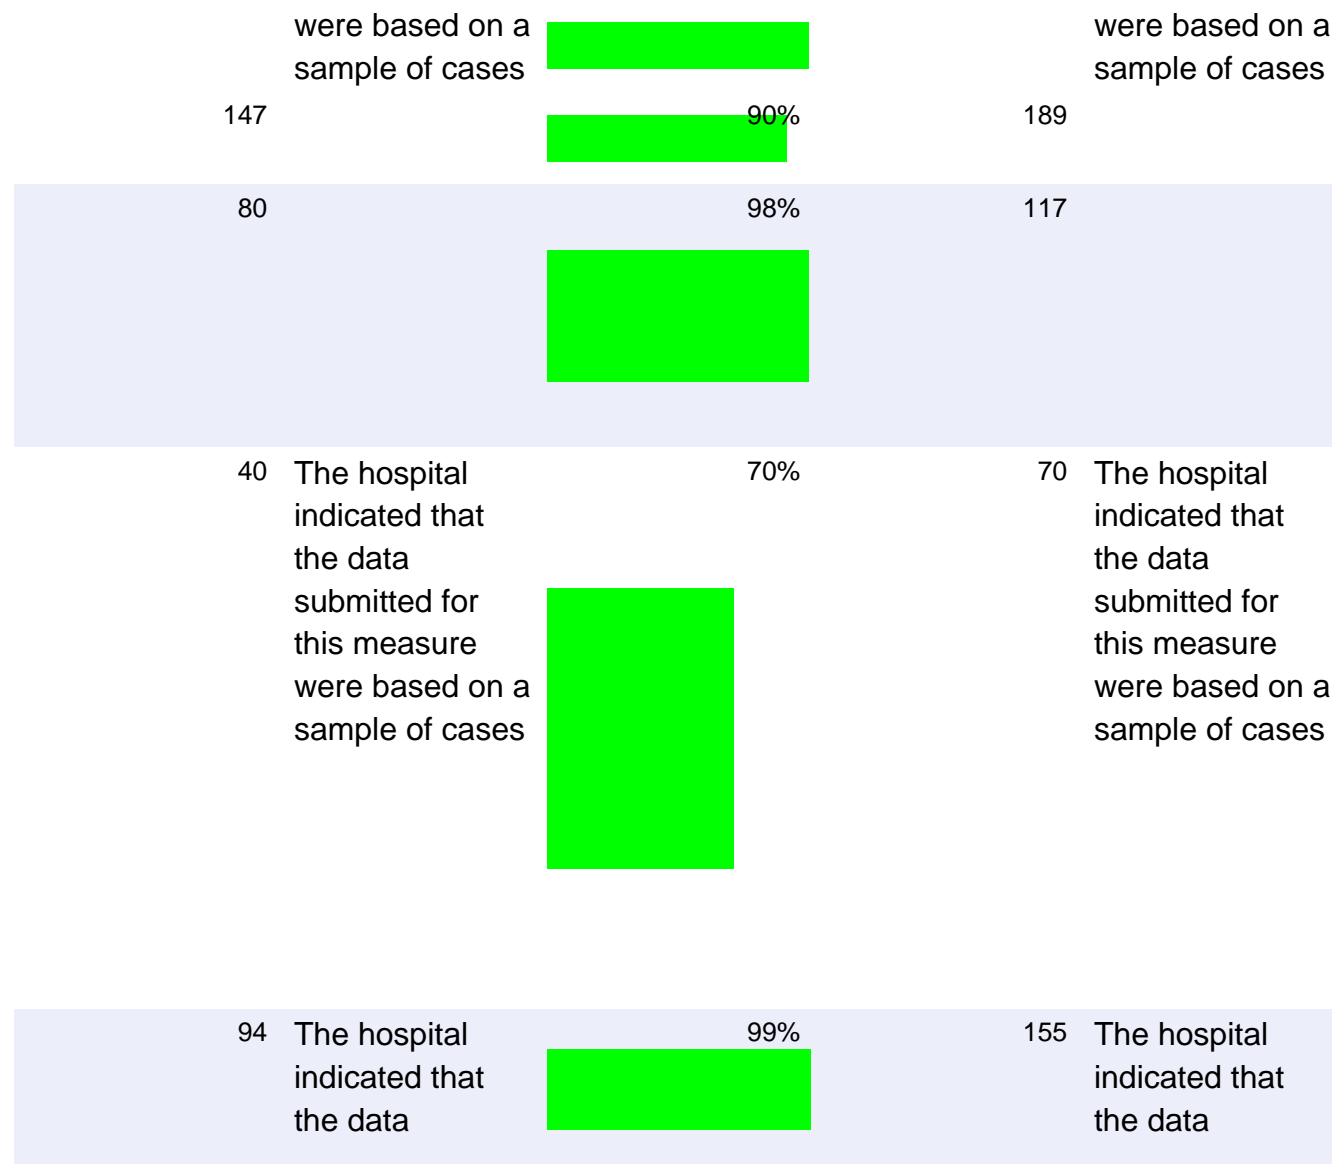 were based on a were based on a
sample of cases sample of cases
147 90% 189
80 98% 117
40 The hospital 70% 70 The hospital
indicated that indicated that
the data the data
submitted for submitted for
this measure this measure
were based on a were based on a
sample of cases sample of cases
94 The hospital 99% 155 The hospital
indicated that indicated that
the data the data